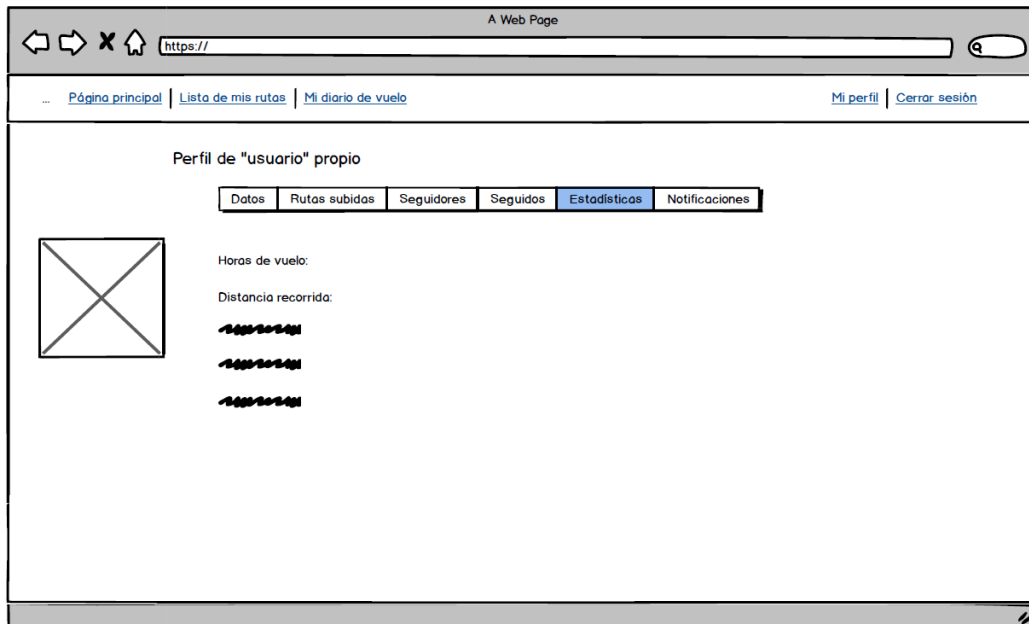 A Web Page
https://
... Página principal Lista de mis rutas Mi diario de vuelo Mi perfil Cerrar sesión
Perfil de "usuario" propio
Datos Rutas subidas Seguidores Seguidos Estadísticas Notificaciones
Horas de vuelo:
Distancia recorrida: